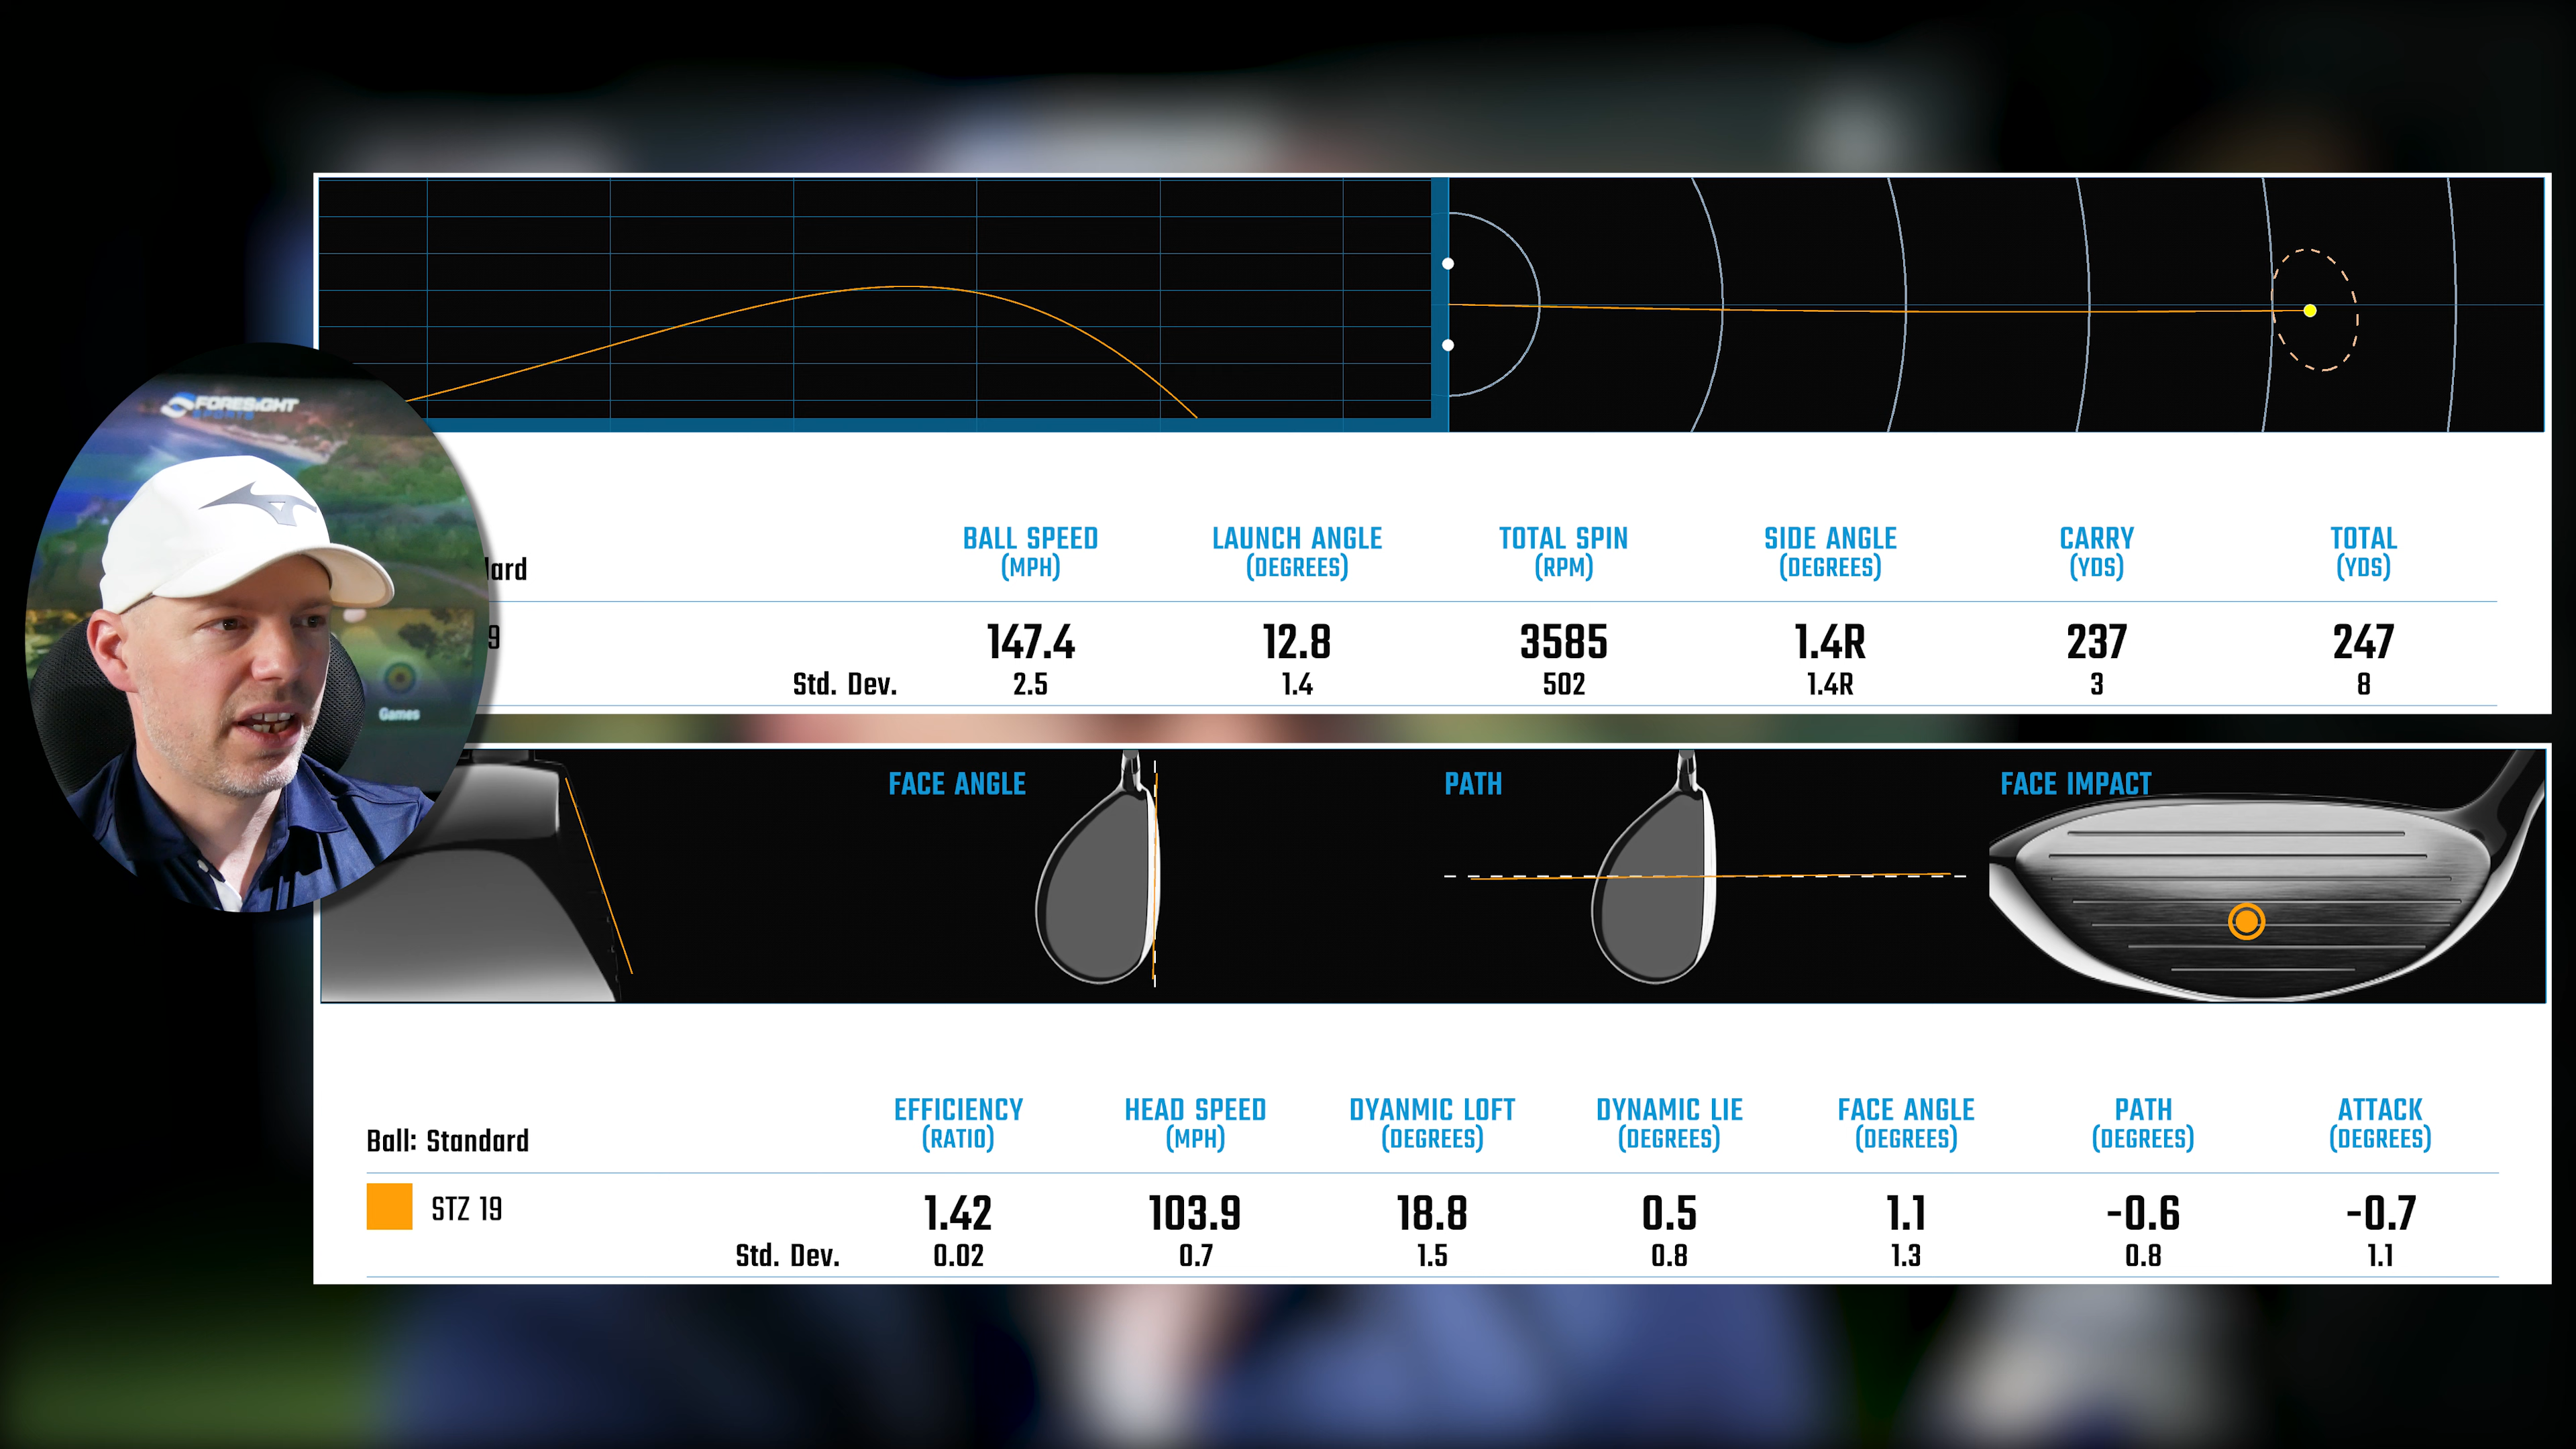 FORESIGHT
SPORTS
Games
BALL SPEED
(MPH)
LAUNCH ANGLE
(DEGREES)
TOTAL SPIN
(RPM)
SIDE ANGLE
(DEGREES)
CARRY
(YDS)
TOTAL
(YDS)
147.4 12.8 3585 1.4R 237 247
Std. Dev. 2.5 1.4 502 1.4R 3 8
FACE ANGLE
PATH
FACE IMPACT
Ball: Standard
EFFICIENCY
(RATIO)
HEAD SPEED
(MPH)
DYANMIC LOFT
(DEGREES)
DYNAMIC LIE
(DEGREES)
FACE ANGLE
(DEGREES)
PATH
(DEGREES)
ATTACK
(DEGREES)
STZ 19 1.42 103.9 18.8 0.5 1.1 -0.6 -0.7
Std. Dev. 0.02 0.7 1.5 0.8 1.3 0.8 1.1